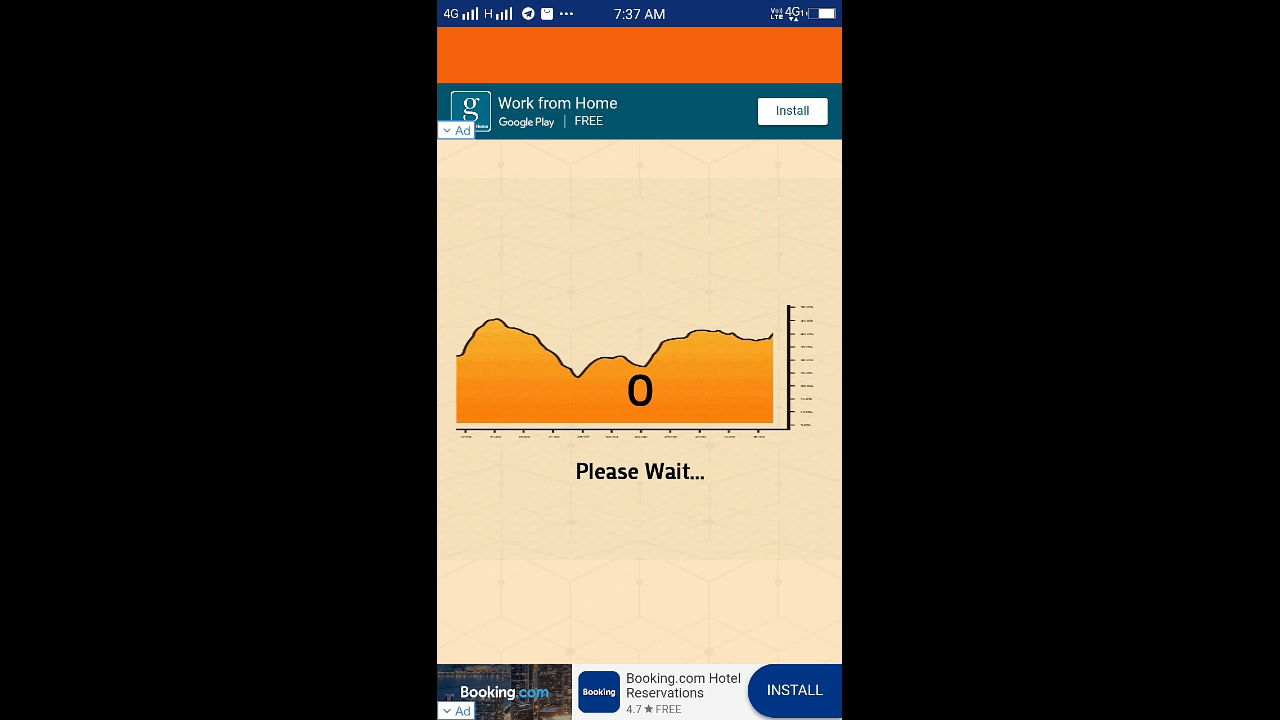 4G H 7:37 AM VoLTE 4G
g Work from Home
Google Play | FREE
Install
Ad
0
Please Wait...
Booking.com
Ad
Booking
Booking.com Hotel
Reservations
4.7 ★ FREE
INSTALL